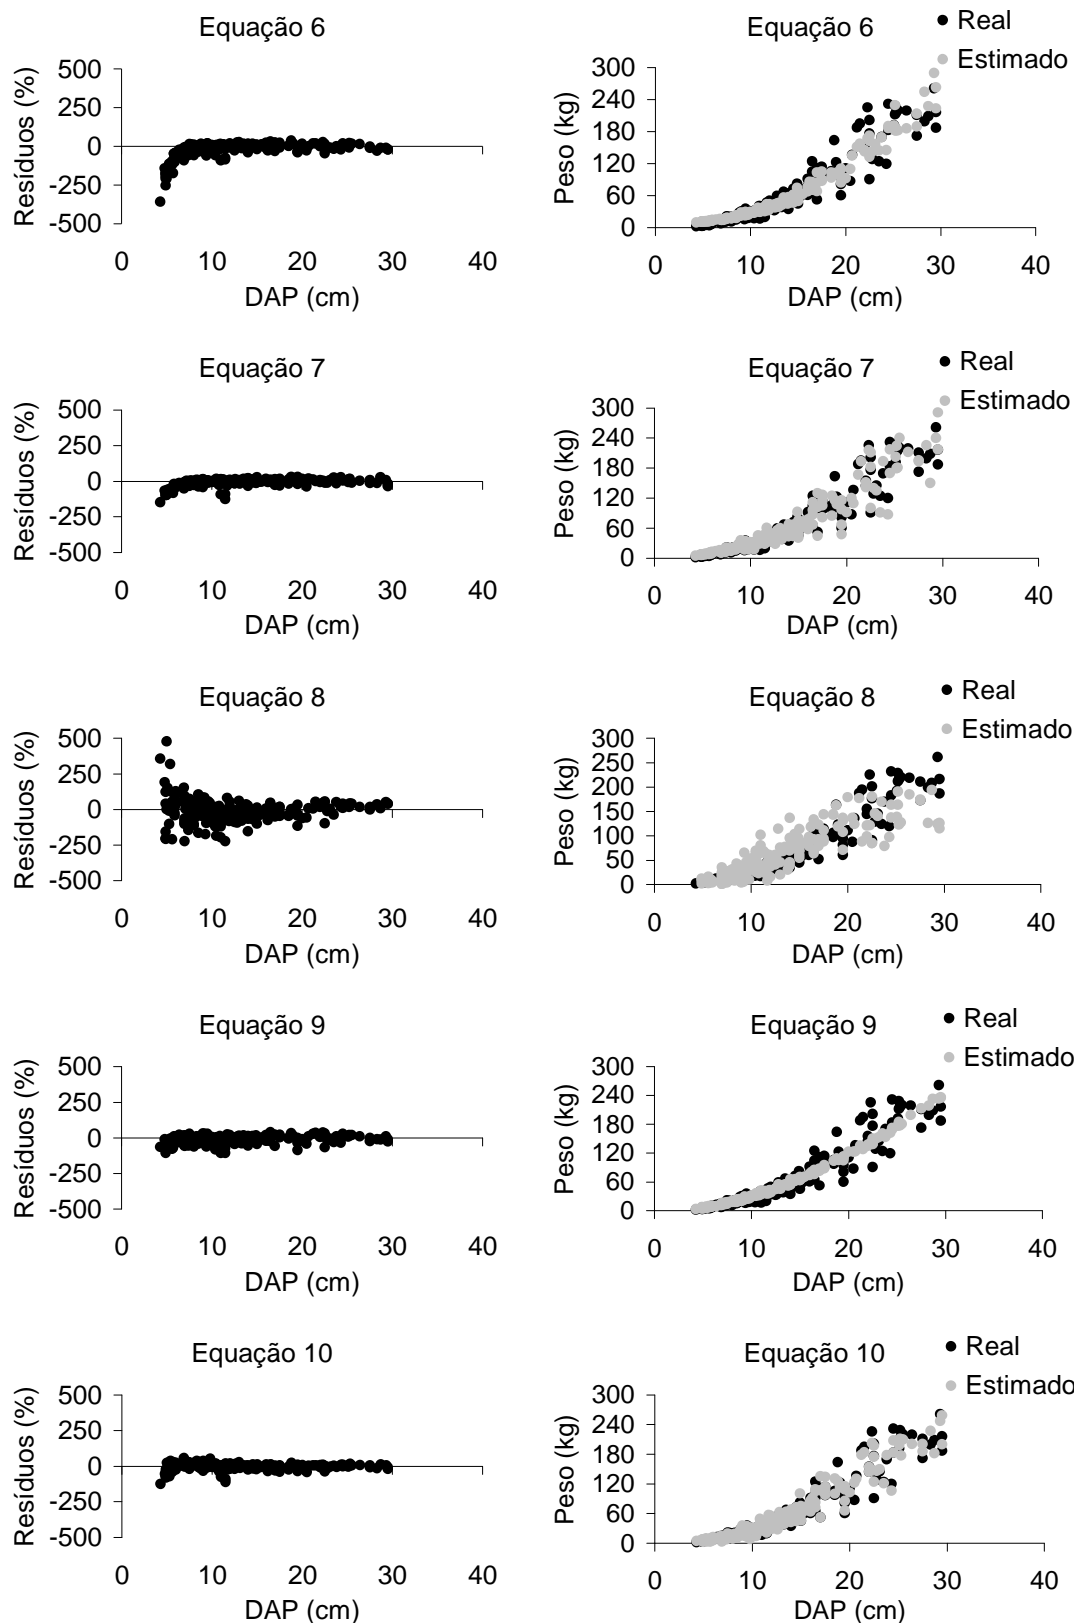 Equação 6
Resíduos (%)
500
250
0
-250
-500
0 10 20 30 40
DAP (cm)
Equação 6
Real
Estimado
Peso (kg)
300
240
180
120
60
0
0 10 20 30 40
DAP (cm)
Equação 7
Resíduos (%)
500
250
0
-250
-500
0 10 20 30 40
DAP (cm)
Equação 7
Real
Estimado
Peso (kg)
300
240
180
120
60
0
0 10 20 30 40
DAP (cm)
Equação 8
Resíduos (%)
500
250
0
-250
-500
0 10 20 30 40
DAP (cm)
Equação 8
Real
Estimado
Peso (kg)
300
250
200
150
100
50
0
0 10 20 30 40
DAP (cm)
Equação 9
Resíduos (%)
500
250
0
-250
-500
0 10 20 30 40
DAP (cm)
Equação 9
Real
Estimado
Peso (kg)
300
240
180
120
60
0
0 10 20 30 40
DAP (cm)
Equação 10
Resíduos (%)
500
250
0
-250
-500
0 10 20 30 40
DAP (cm)
Equação 10
Real
Estimado
Peso (kg)
300
240
180
120
60
0
0 10 20 30 40
DAP (cm)